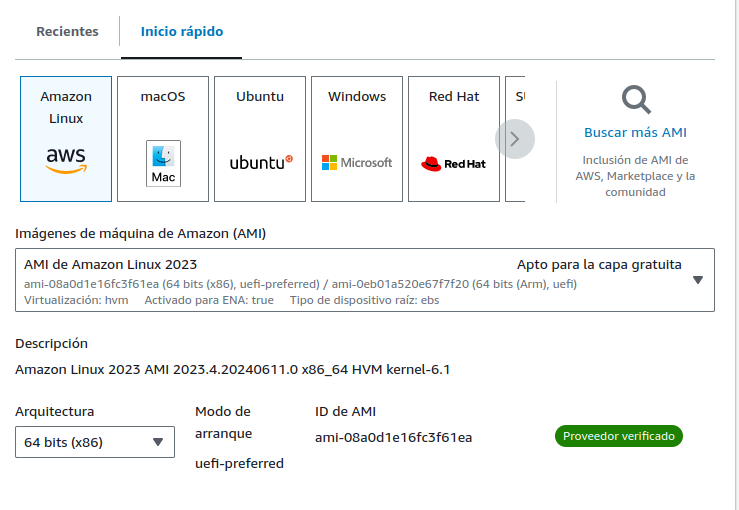 Recientes
Inicio rápido
Amazon
Linux
aws
macOS
Mac
Ubuntu
ubuntu
Windows
Microsoft
Red Hat
Red Hat
Buscar más AMI
Inclusión de AMI de
AWS, Marketplace y la
comunidad
Imágenes de máquina de Amazon (AMI)
AMI de Amazon Linux 2023
Apto para la capa gratuita
ami-08a0d1e16fc3f61ea (64 bits (x86), uefi-preferred) / ami-0eb01a520e67f7f20 (64 bits (Arm), uefi)
Virtualización: hvm Activado para ENA: true Tipo de dispositivo raíz: ebs
Descripción
Amazon Linux 2023 AMI 2023.4.20240611.0 x86_64 HVM kernel-6.1
Arquitectura
64 bits (x86)
Modo de
arranque
uefi-preferred
ID de AMI
ami-08a0d1e16fc3f61ea
Proveedor verificado